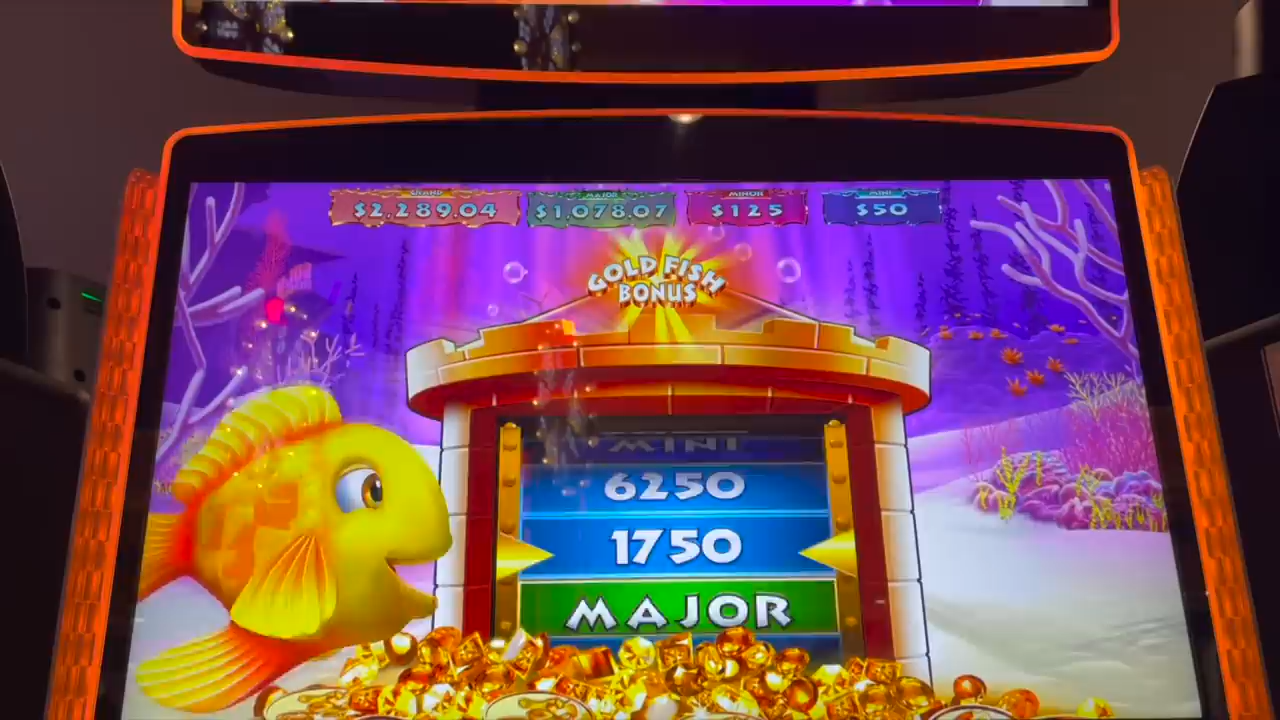 GRAND
$2,289.04
MAJOR
$1,078.07
MINOR
$125
MINI
$50
GOLD FISH
BONUS
MINI
6250
1750
MAJOR